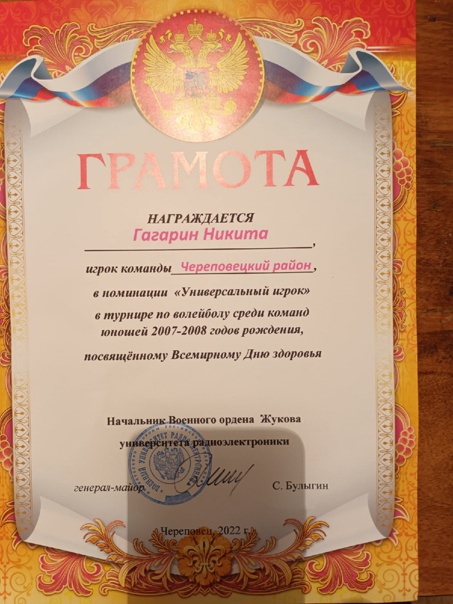 ГРАМОТА
НАГРАЖДАЕТСЯ
Гагарин Никита,
игрок команды Череповецкий район,
в номинации «Универсальный игрок»
в турнире по волейболу среди команд
юношей 2007-2008 годов рождения,
посвящённому Всемирному Дню здоровья
Начальник Военного ордена Жукова
университета радиоэлектроники
генерал-майор
С. Булыгин
Череповец, 2022 г.